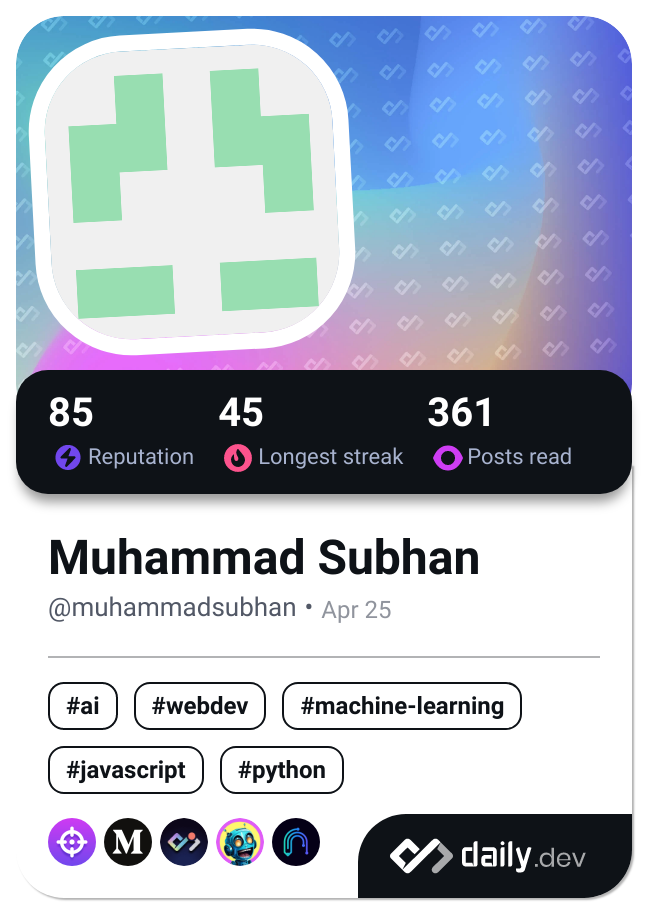 85 45 361
Reputation Longest streak Posts read
Muhammad Subhan
@muhammadsubhan • Apr 25
#ai #webdev #machine-learning
#javascript #python
M
daily.dev